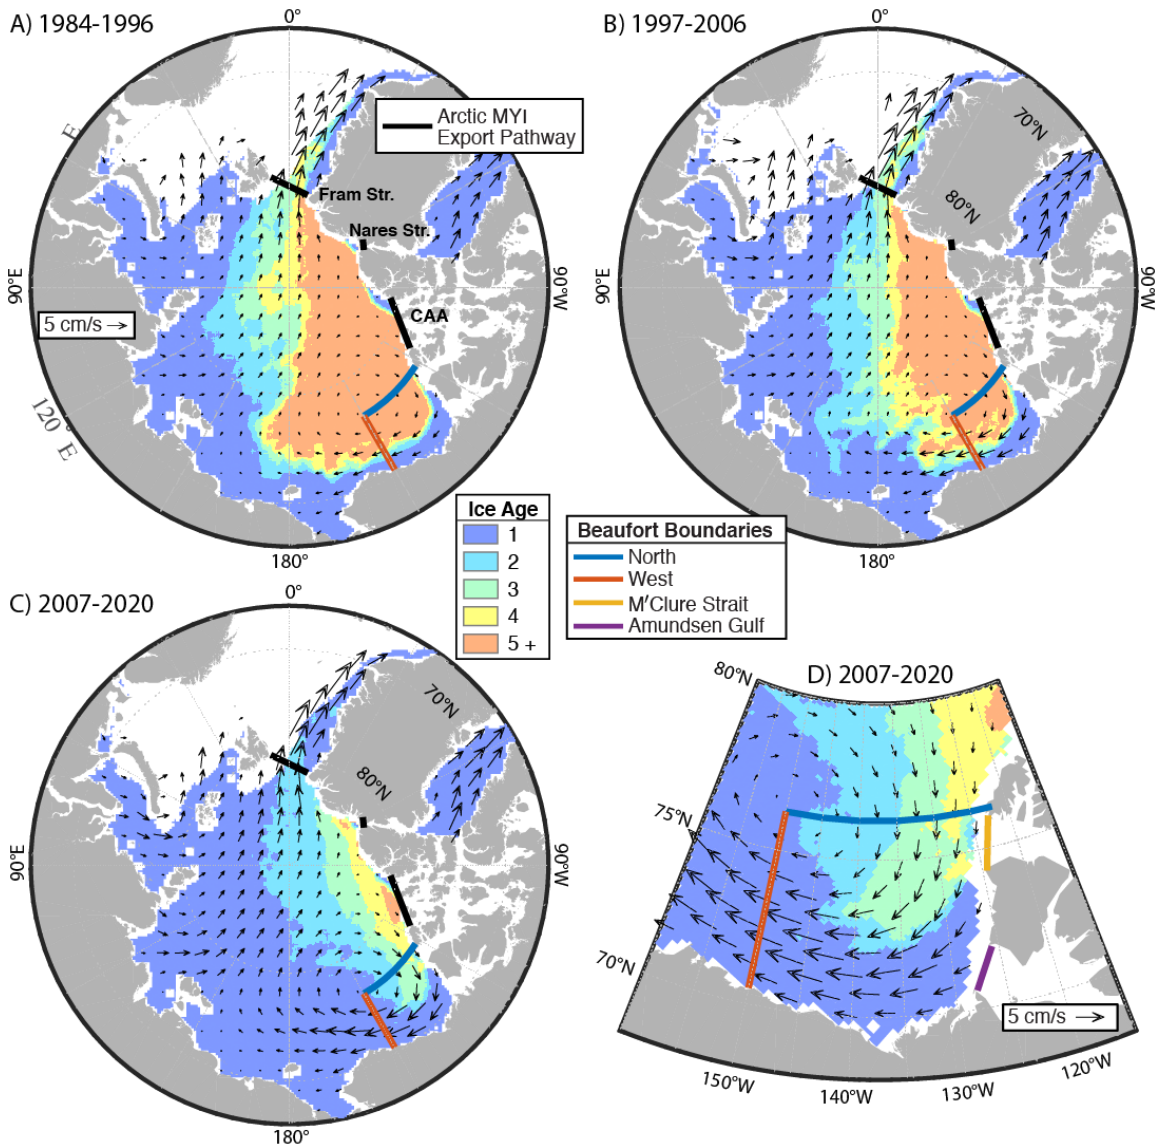 A) 1984-1996
0°
B) 1997-2006
0°
E
Arctic MYI
Export Pathway
70°N
Fram Str.
80°N
Nares Str.
90°E
90°W
90°E
90°W
5 cm/s
CAA
120° E
180°
180°
Ice Age
1
2
3
4
5 +
Beaufort Boundaries
North
West
M'Clure Strait
Amundsen Gulf
C) 2007-2020
0°
70°N
80°N
90°E
90°W
180°
D) 2007-2020
80°N
75°N
70°N
5 cm/s
150°W
140°W
130°W
120°W